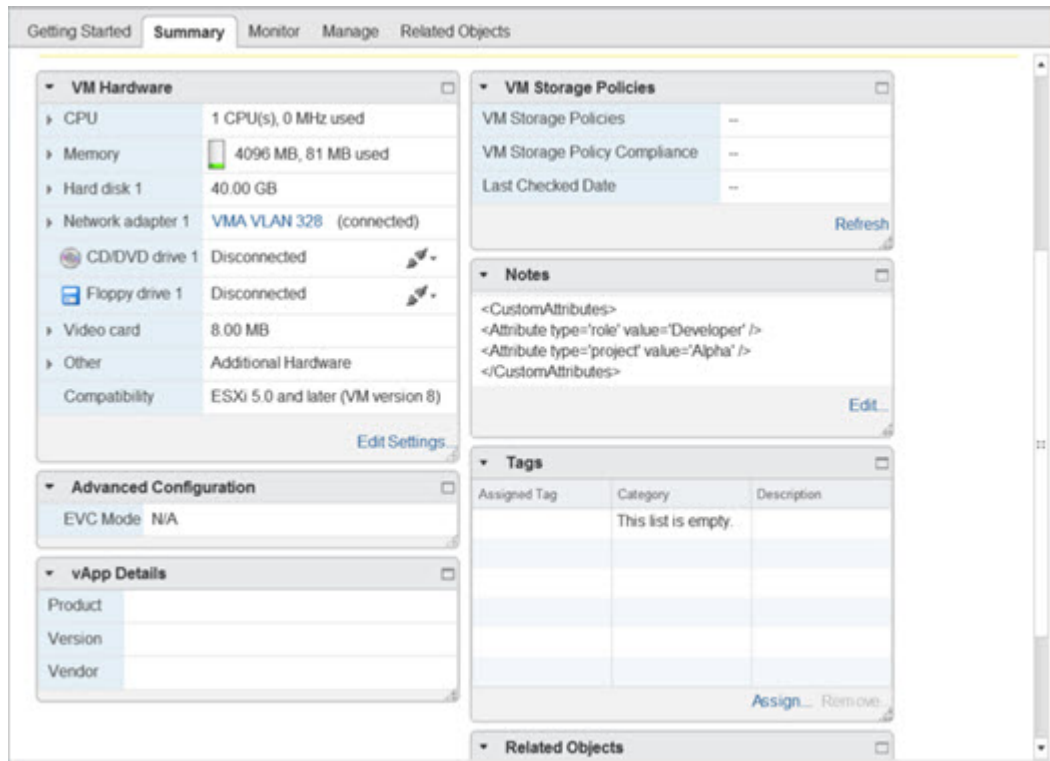 Getting Started Summary Monitor Manage Related Objects
VM Hardware
CPU 1 CPU(s), 0 MHz used
Memory 4096 MB, 81 MB used
Hard disk 1 40.00 GB
Network adapter 1 VMA VLAN 328 (connected)
CD/DVD drive 1 Disconnected
Floppy drive 1 Disconnected
Video card 8.00 MB
Other Additional Hardware
Compatibility ESXi 5.0 and later (VM version 8)
Edit Settings...
Advanced Configuration
EVC Mode N/A
vApp Details
Product
Version
Vendor
VM Storage Policies
VM Storage Policies --
VM Storage Policy Compliance --
Last Checked Date --
Refresh
Notes
<CustomAttributes>
<Attribute type='role' value='Developer' />
<Attribute type='project' value='Alpha' />
</CustomAttributes>
Edit...
Tags
Assigned Tag Category Description
This list is empty.
Assign... Remove...
Related Objects